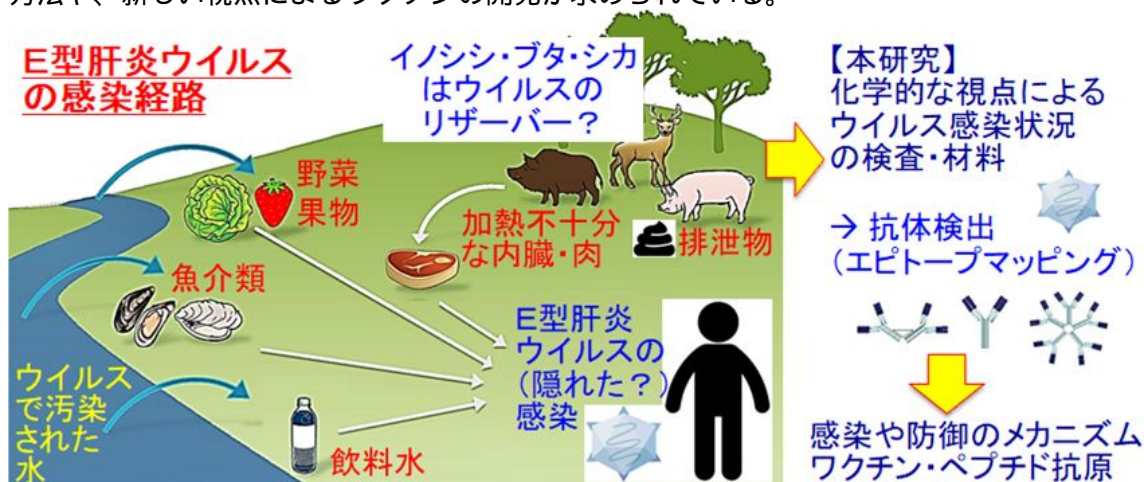 方法や、新しい視点によるワクチンの開発が求められている。
E型肝炎ウイルス
の感染経路
イノシシ・ブタ・シカ
はウイルスの
リザーバー？
野菜
果物
加熱不十分
な内臓・肉
排泄物
魚介類
E型肝炎
ウイルスの
（隠れた？）
感染
ウイルス
で汚染
された
水
飲料水
【本研究】
化学的な視点による
ウイルス感染状況
の検査・材料
→ 抗体検出
（エピトープマッピング）
感染や防御のメカニズム
ワクチン・ペプチド抗原